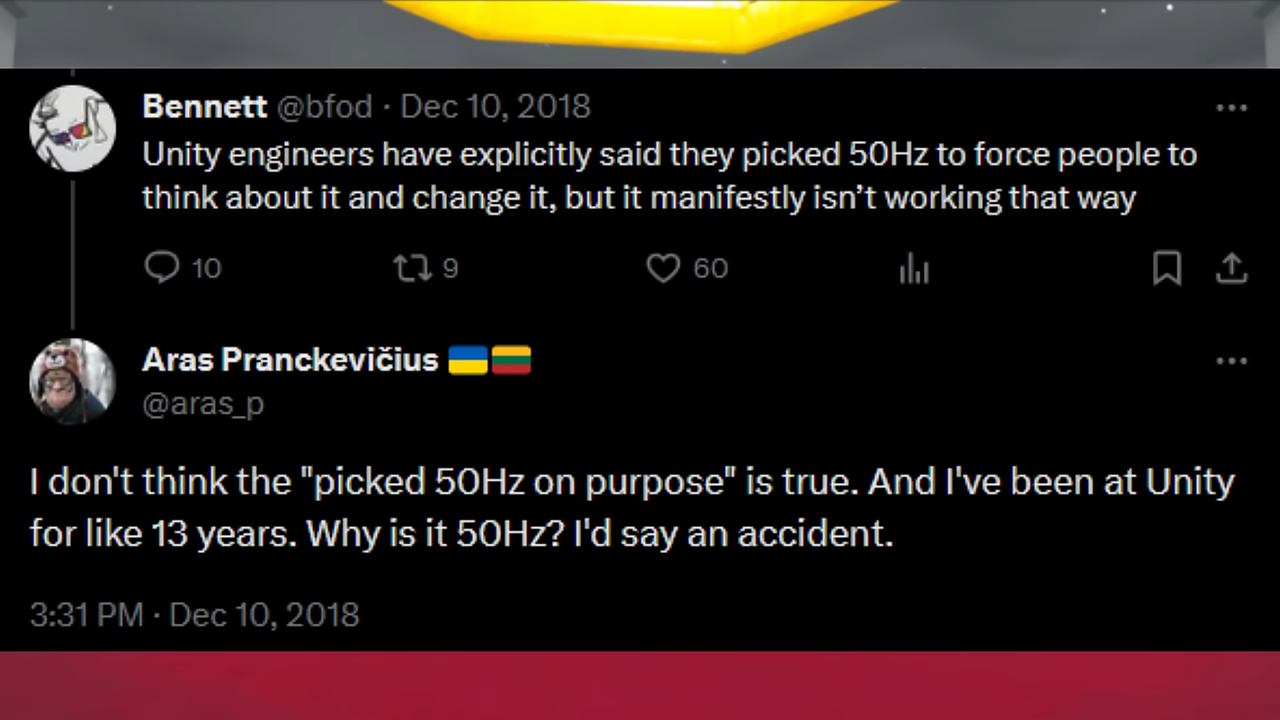 Bennett @bfod · Dec 10, 2018
Unity engineers have explicitly said they picked 50Hz to force people to
think about it and change it, but it manifestly isn’t working that way
10 9 60
Aras Pranckevičius 🇺🇦🇱🇹
@aras_p
I don't think the "picked 50Hz on purpose" is true. And I've been at Unity
for like 13 years. Why is it 50Hz? I'd say an accident.
3:31 PM · Dec 10, 2018